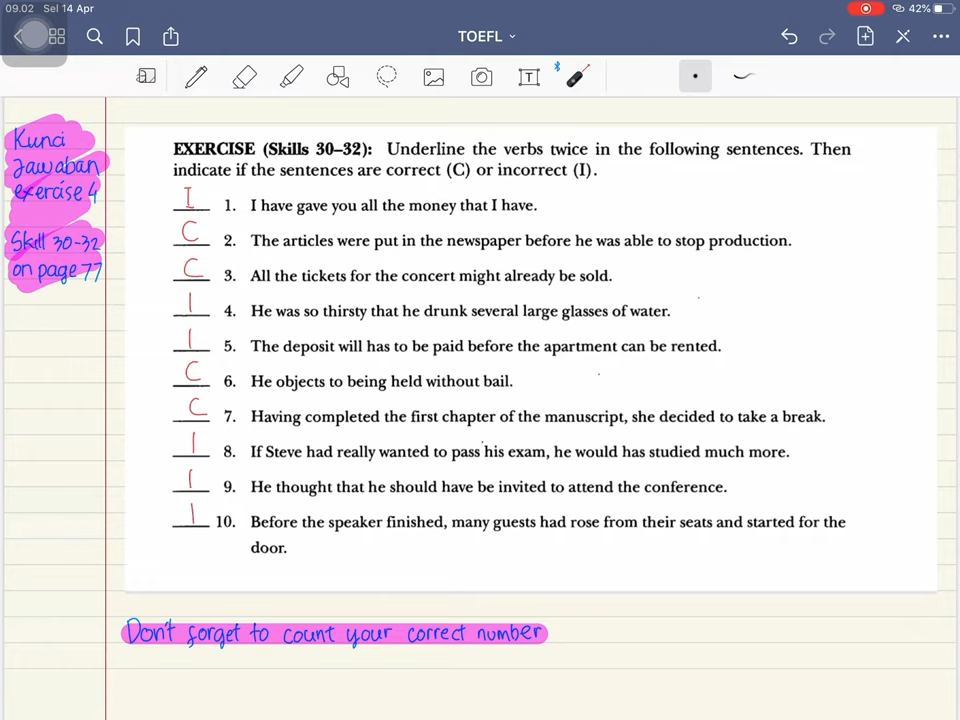 09.02 Sel 14 Apr
42%
TOEFL
T
Kunci
Jawaban
exercise 4
Skill 30-32
on page 77
EXERCISE (Skills 30–32): Underline the verbs twice in the following sentences. Then
indicate if the sentences are correct (C) or incorrect (I).
I 1. I have gave you all the money that I have.
C 2. The articles were put in the newspaper before he was able to stop production.
C 3. All the tickets for the concert might already be sold.
I 4. He was so thirsty that he drunk several large glasses of water.
I 5. The deposit will has to be paid before the apartment can be rented.
C 6. He objects to being held without bail.
C 7. Having completed the first chapter of the manuscript, she decided to take a break.
I 8. If Steve had really wanted to pass his exam, he would has studied much more.
I 9. He thought that he should have be invited to attend the conference.
I 10. Before the speaker finished, many guests had rose from their seats and started for the
door.
Don't forget to count your correct number